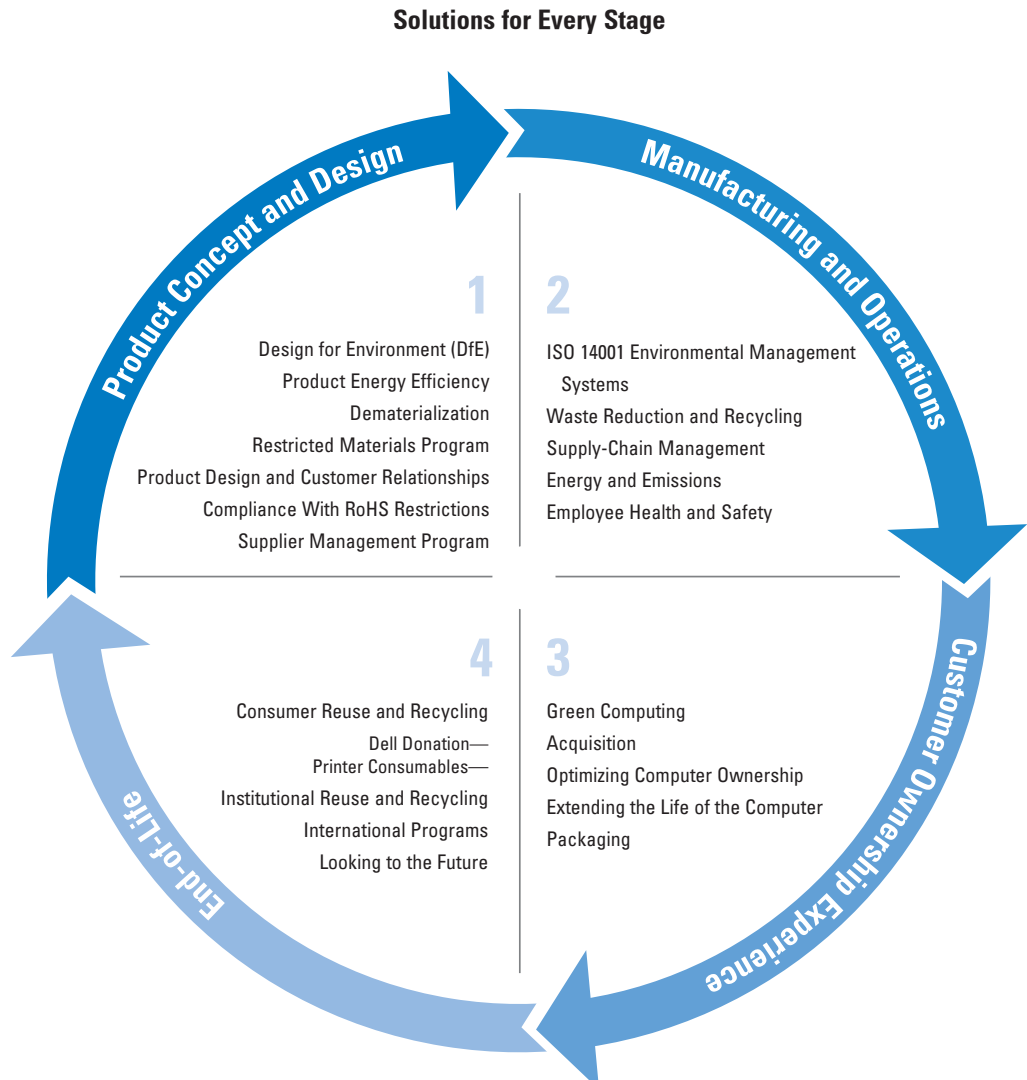 Solutions for Every Stage
Product Concept and Design
1
Design for Environment (DfE)
Product Energy Efficiency
Dematerialization
Restricted Materials Program
Product Design and Customer Relationships
Compliance With RoHS Restrictions
Supplier Management Program
Manufacturing and Operations
2
ISO 14001 Environmental Management
Systems
Waste Reduction and Recycling
Supply-Chain Management
Energy and Emissions
Employee Health and Safety
Customer Ownership Experience
3
Green Computing
Acquisition
Optimizing Computer Ownership
Extending the Life of the Computer
Packaging
End-of-Life
4
Consumer Reuse and Recycling
Dell Donation—
Printer Consumables—
Institutional Reuse and Recycling
International Programs
Looking to the Future